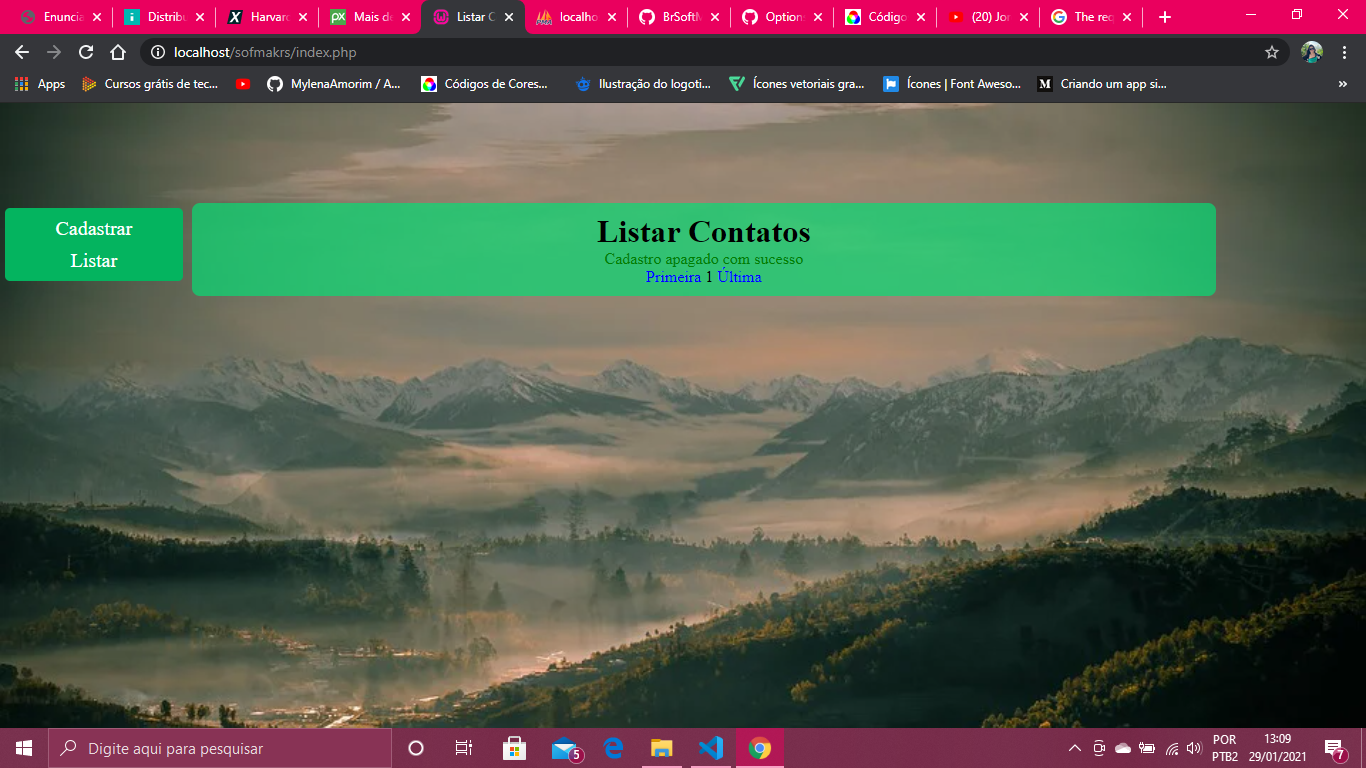 Enuncia
Distribu
Harvard
Mais de
Listar C
localho
BrSoftM
Option
Código
(20) Jor
The req
localhost/sofmakrs/index.php
Apps
Cursos grátis de tec...
MylenaAmorim / A...
Códigos de Cores...
Ilustração do logoti...
Ícones vetoriais gra...
Ícones | Font Aweso...
Criando um app si...
»
Cadastrar
Listar
Listar Contatos
Cadastro apagado com sucesso
Primeira 1 Última
Digite aqui para pesquisar
5
POR
PTB2
13:09
29/01/2021
7